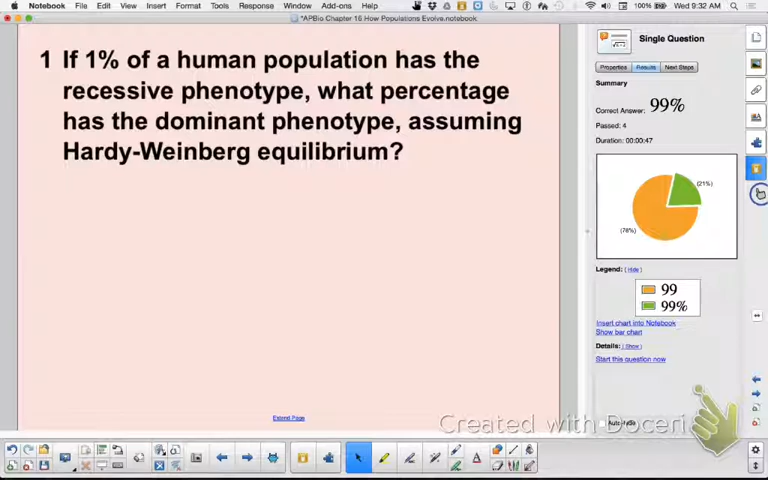 Notebook File Edit View Insert Format Tools Response Window Add-ons Help 100% Wed 9:32 AM
*APBio Chapter 16 How Populations Evolve.notebook
1 If 1% of a human population has the
recessive phenotype, what percentage
has the dominant phenotype, assuming
Hardy-Weinberg equilibrium?
Extend Page
Single Question
Properties Results Next Steps
Summary
Correct Answer: 99%
Passed: 4
Duration: 00:00:47
(21%)
(78%)
Legend: [ Hide ]
99
99%
Insert chart into Notebook
Show bar chart
Details: [ Show ]
Start this question now
Auto-hide
Created with Doceri